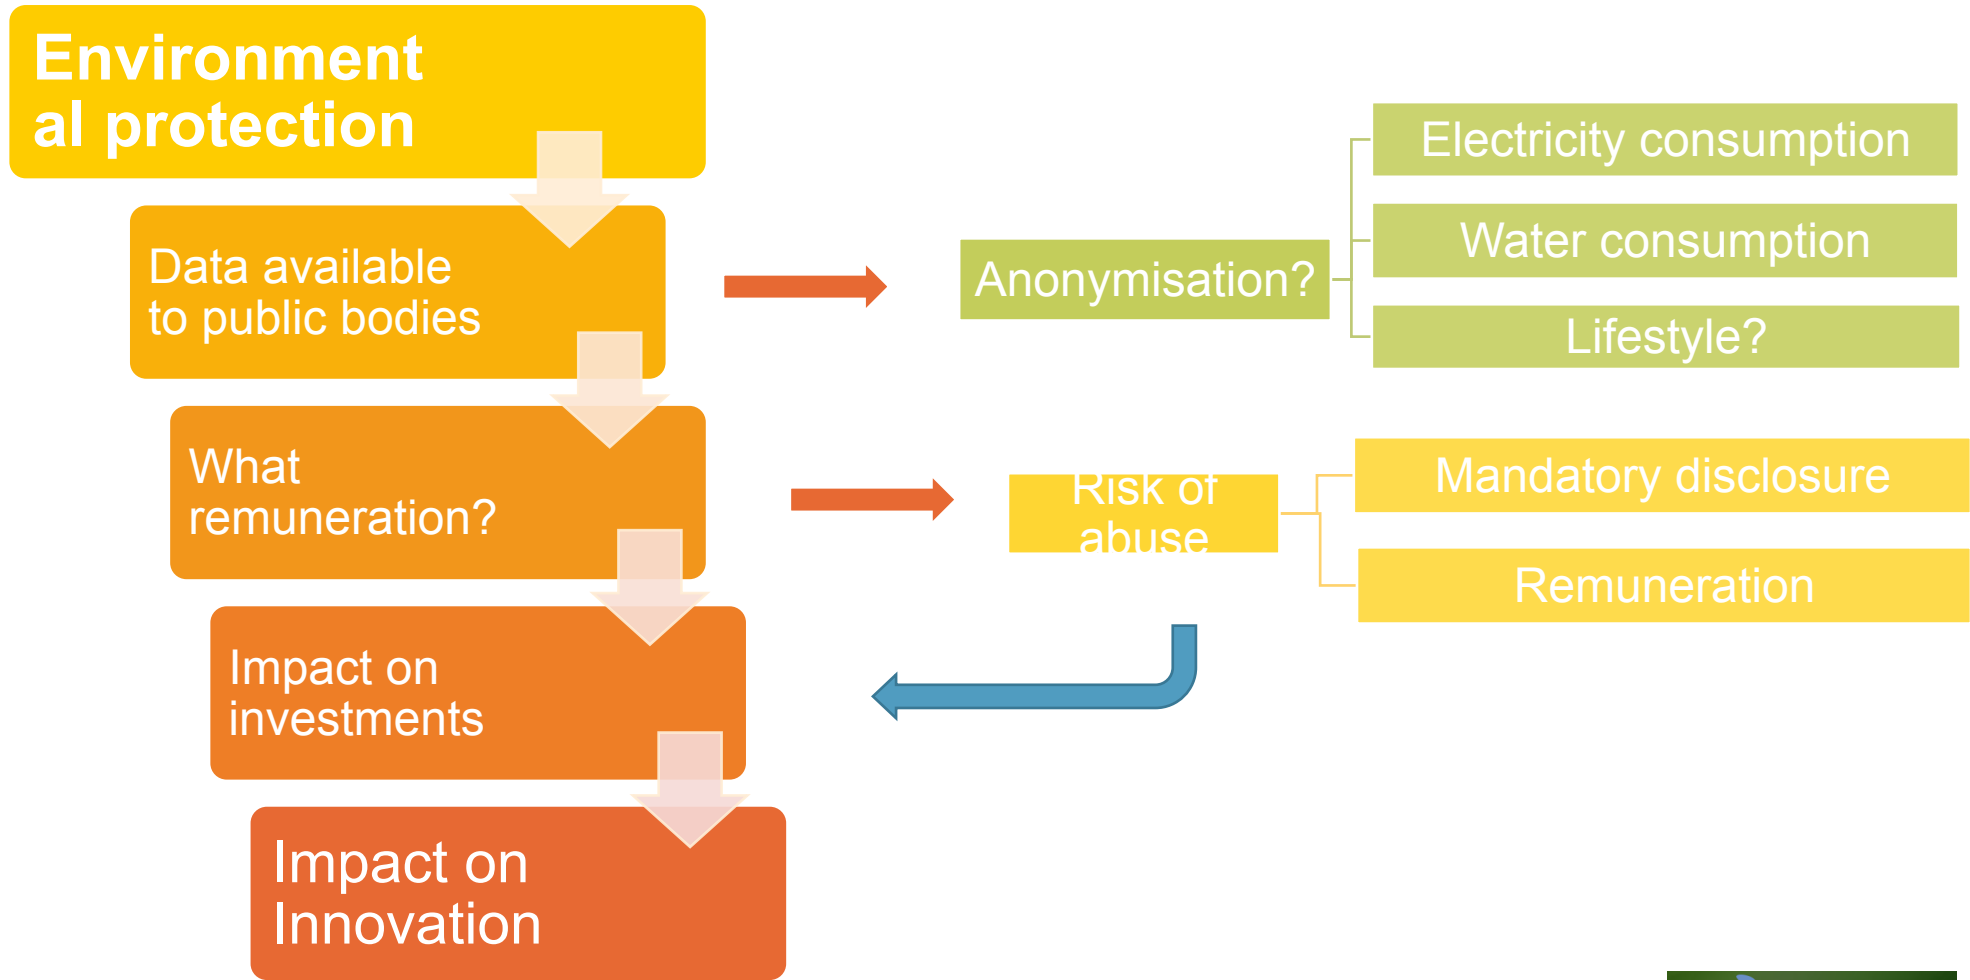 Environment
al protection
Data available
to public bodies
What
remuneration?
Impact on
investments
Impact on
Innovation
Anonymisation?
Electricity consumption
Water consumption
Lifestyle?
Risk of
abuse
Mandatory disclosure
Remuneration